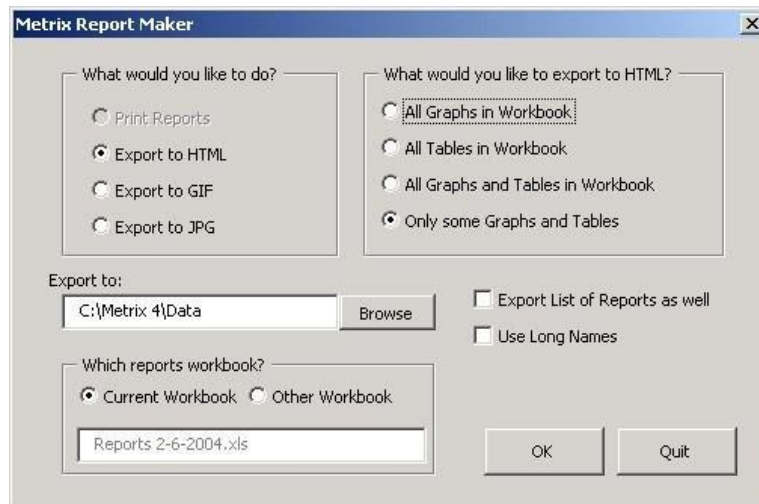 Metrix Report Maker
What would you like to do?
Print Reports
Export to HTML
Export to GIF
Export to JPG
What would you like to export to HTML?
All Graphs in Workbook
All Tables in Workbook
All Graphs and Tables in Workbook
Only some Graphs and Tables
Export to:
C:\Metrix 4\Data
Browse
Export List of Reports as well
Use Long Names
Which reports workbook?
Current Workbook Other Workbook
Reports 2-6-2004.xls
OK Quit